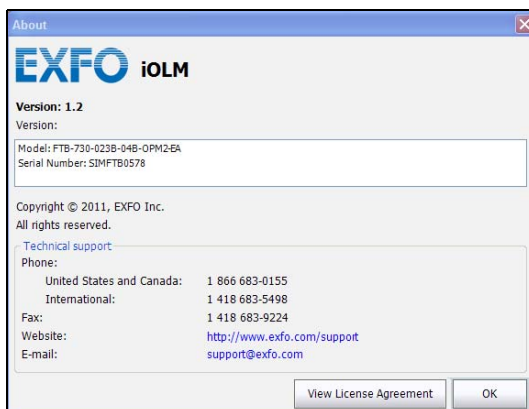 About
EXFO iOLM
Version: 1.2
Version:
Model: FTB-730-023B-04B-OPM2-EA
Serial Number: SIMFTB0578
Copyright © 2011, EXFO Inc.
All rights reserved.
Technical support
Phone:
United States and Canada: 1 866 683-0155
International: 1 418 683-5498
Fax: 1 418 683-9224
Website: http://www.exfo.com/support
E-mail: support@exfo.com
View License Agreement OK